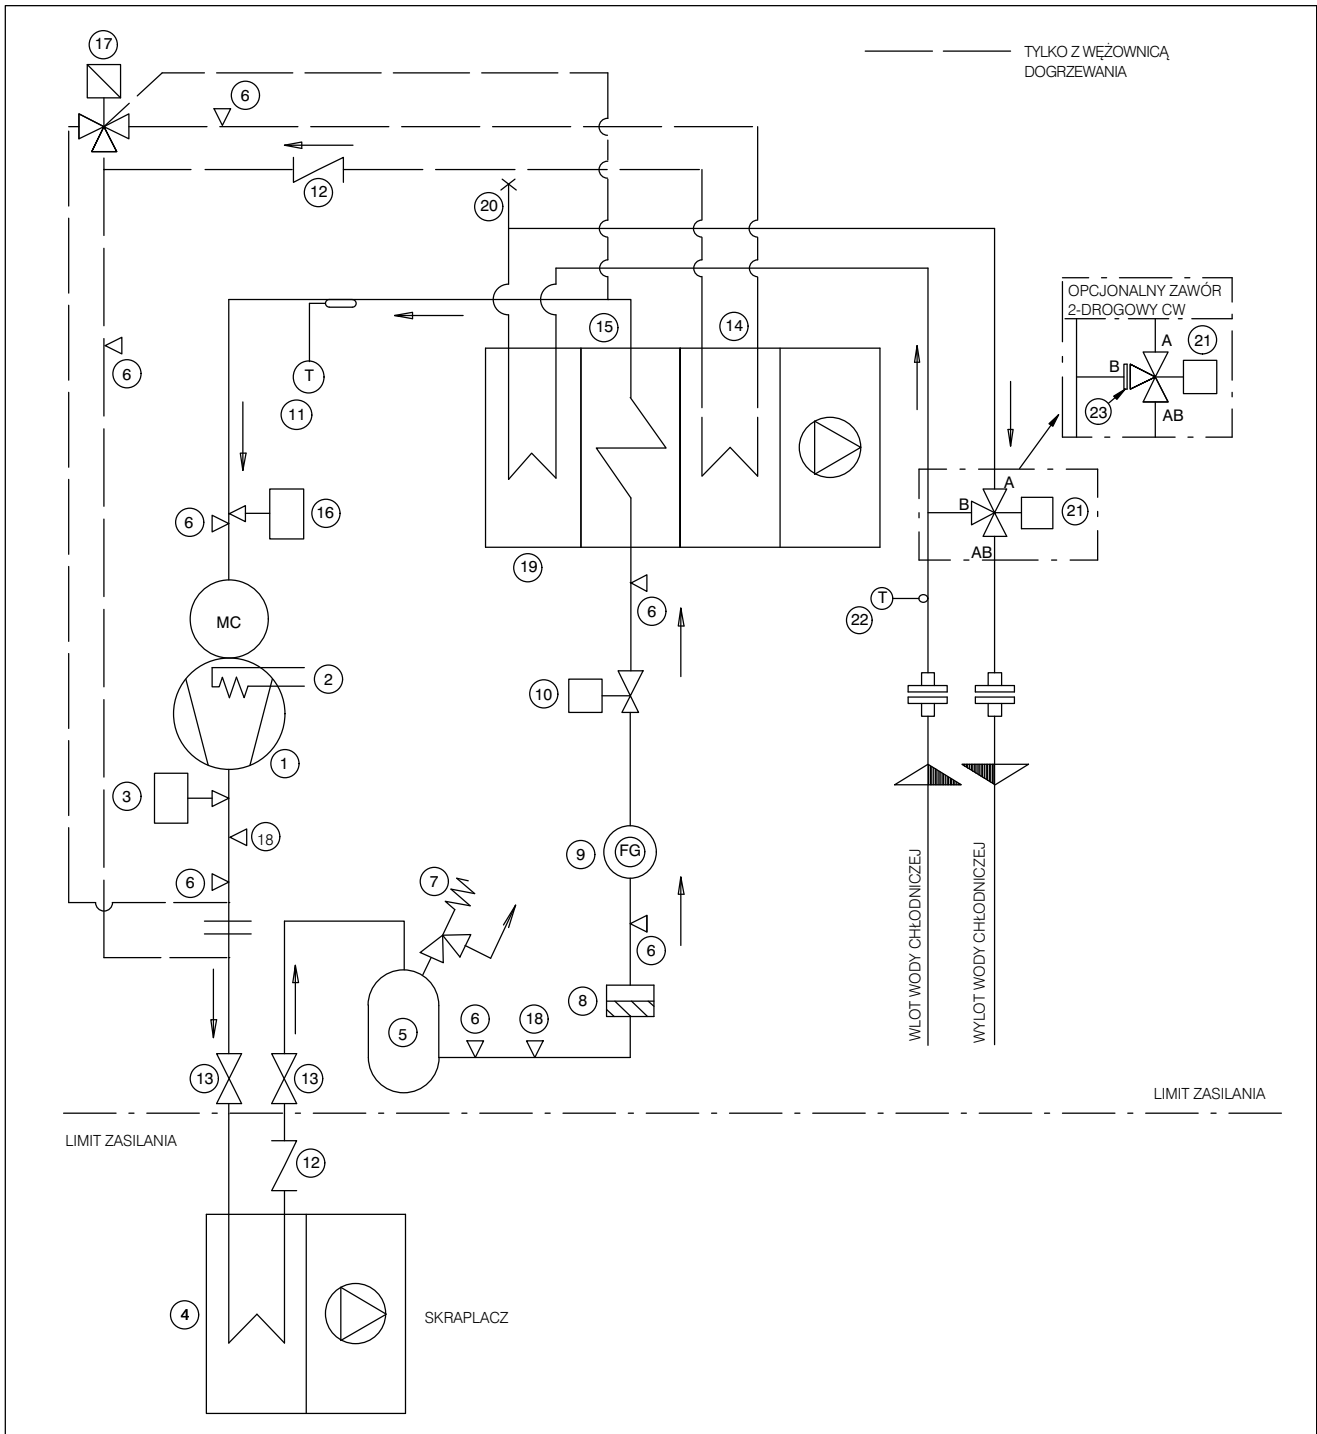 17
TYLKO Z WĘŻOWNICĄ
DOGRZEWANIA
6
12
20
OPCJONALNY ZAWÓR
2-DROGOWY CW
15
14
A
21
B
23
AB
6
T
11
A
6
16
B
21
AB
19
T
22
6
MC
2
10
1
3
18
FG
9
7
6
6
WLOT WODY CHŁODNICZEJ
WYLOT WODY CHŁODNICZEJ
8
6
18
5
13
13
LIMIT ZASILANIA
LIMIT ZASILANIA
12
4
SKRAPLACZ